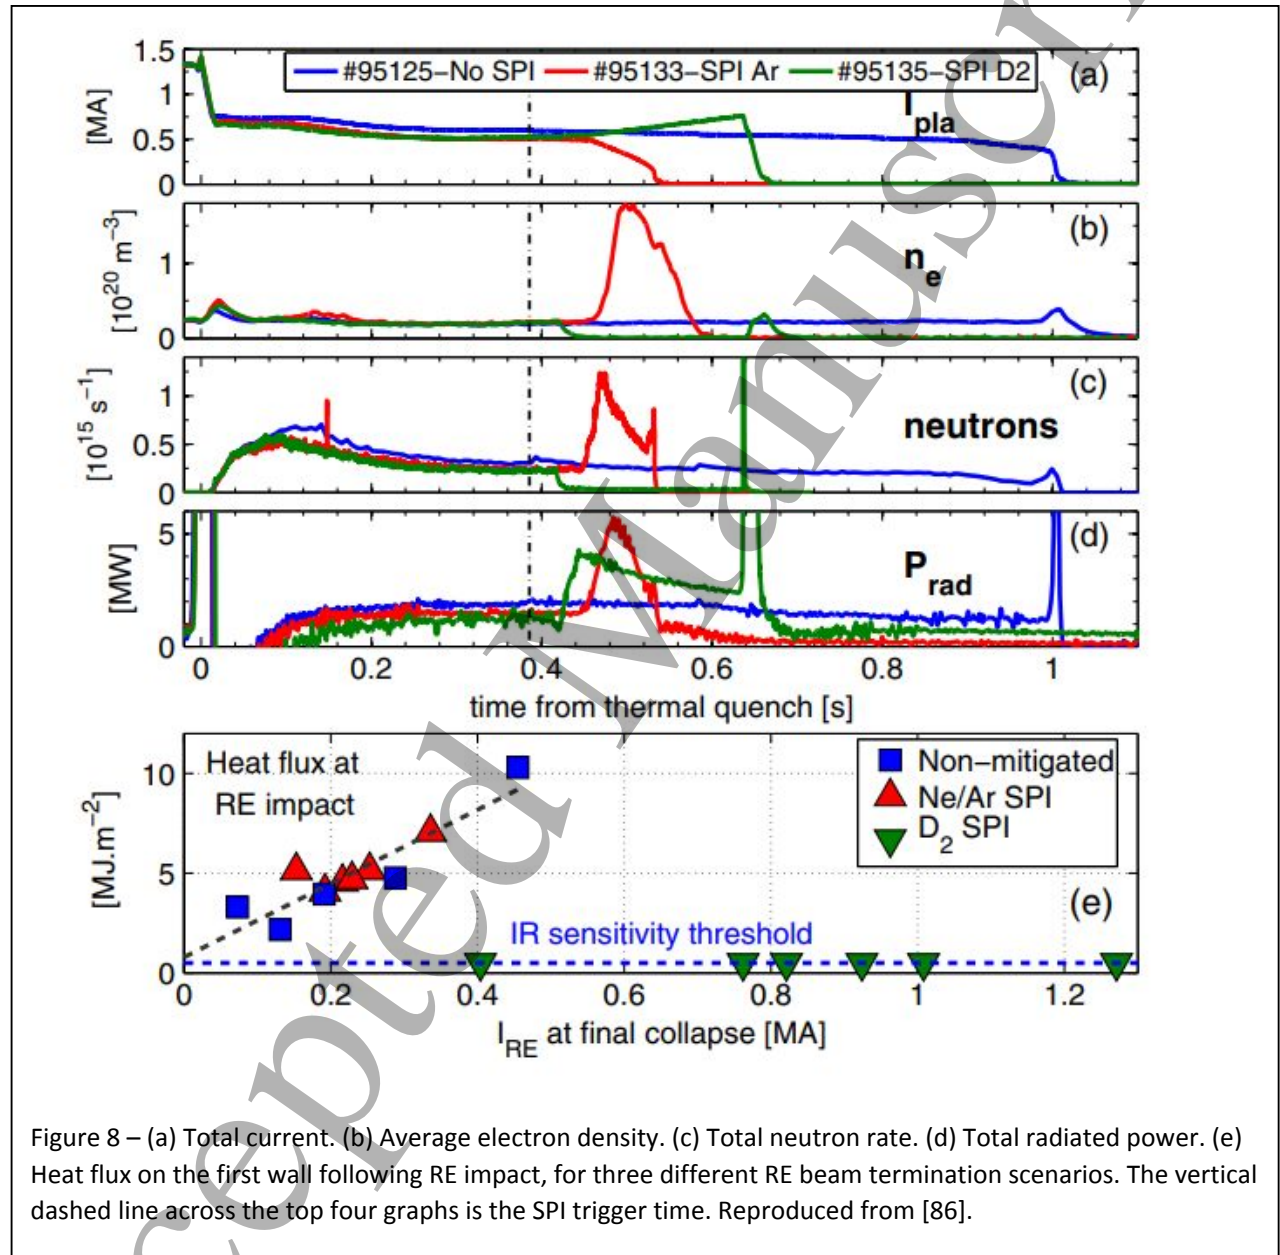 1.5
#95125-No SPI #95133-SPI Ar #95135-SPI D2
(a)
1
I pla
[MA]
0.5
0
(b)
1
n e
[10 20 m −3]
0
(c)
1
neutrons
[10 15 s −1]
0.5
0
5
(d)
P rad
[MW]
0
0 0.2 0.4 0.6 0.8 1
time from thermal quench [s]
Heat flux at
RE impact
Non-mitigated
Ne/Ar SPI
D2 SPI
10
[MJ.m −2]
5
(e)
IR sensitivity threshold
0
0 0.2 0.4 0.6 0.8 1 1.2
I RE at final collapse [MA]
Figure 8 – (a) Total current. (b) Average electron density. (c) Total neutron rate. (d) Total radiated power. (e)
Heat flux on the first wall following RE impact, for three different RE beam termination scenarios. The vertical
dashed line across the top four graphs is the SPI trigger time. Reproduced from [86].
cepted Manuscri